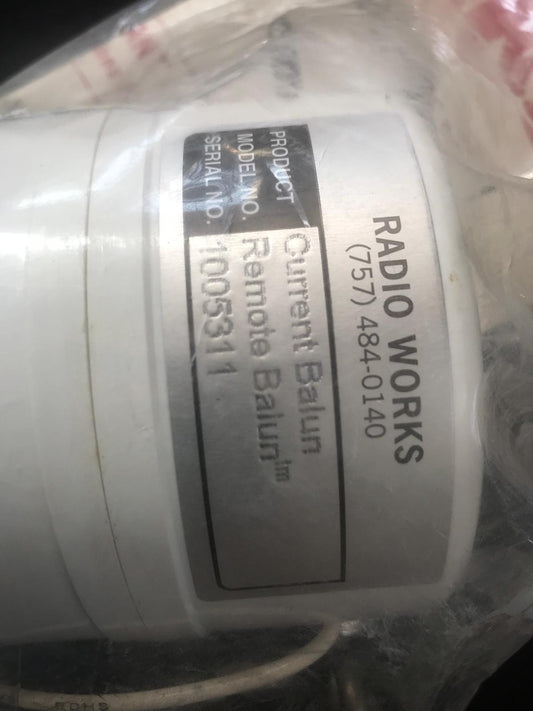 RADIO WORKS
(757) 484-0140
PRODUCT Current Balun
MODEL NO. Remote Balun™
SERIAL NO. 1005311